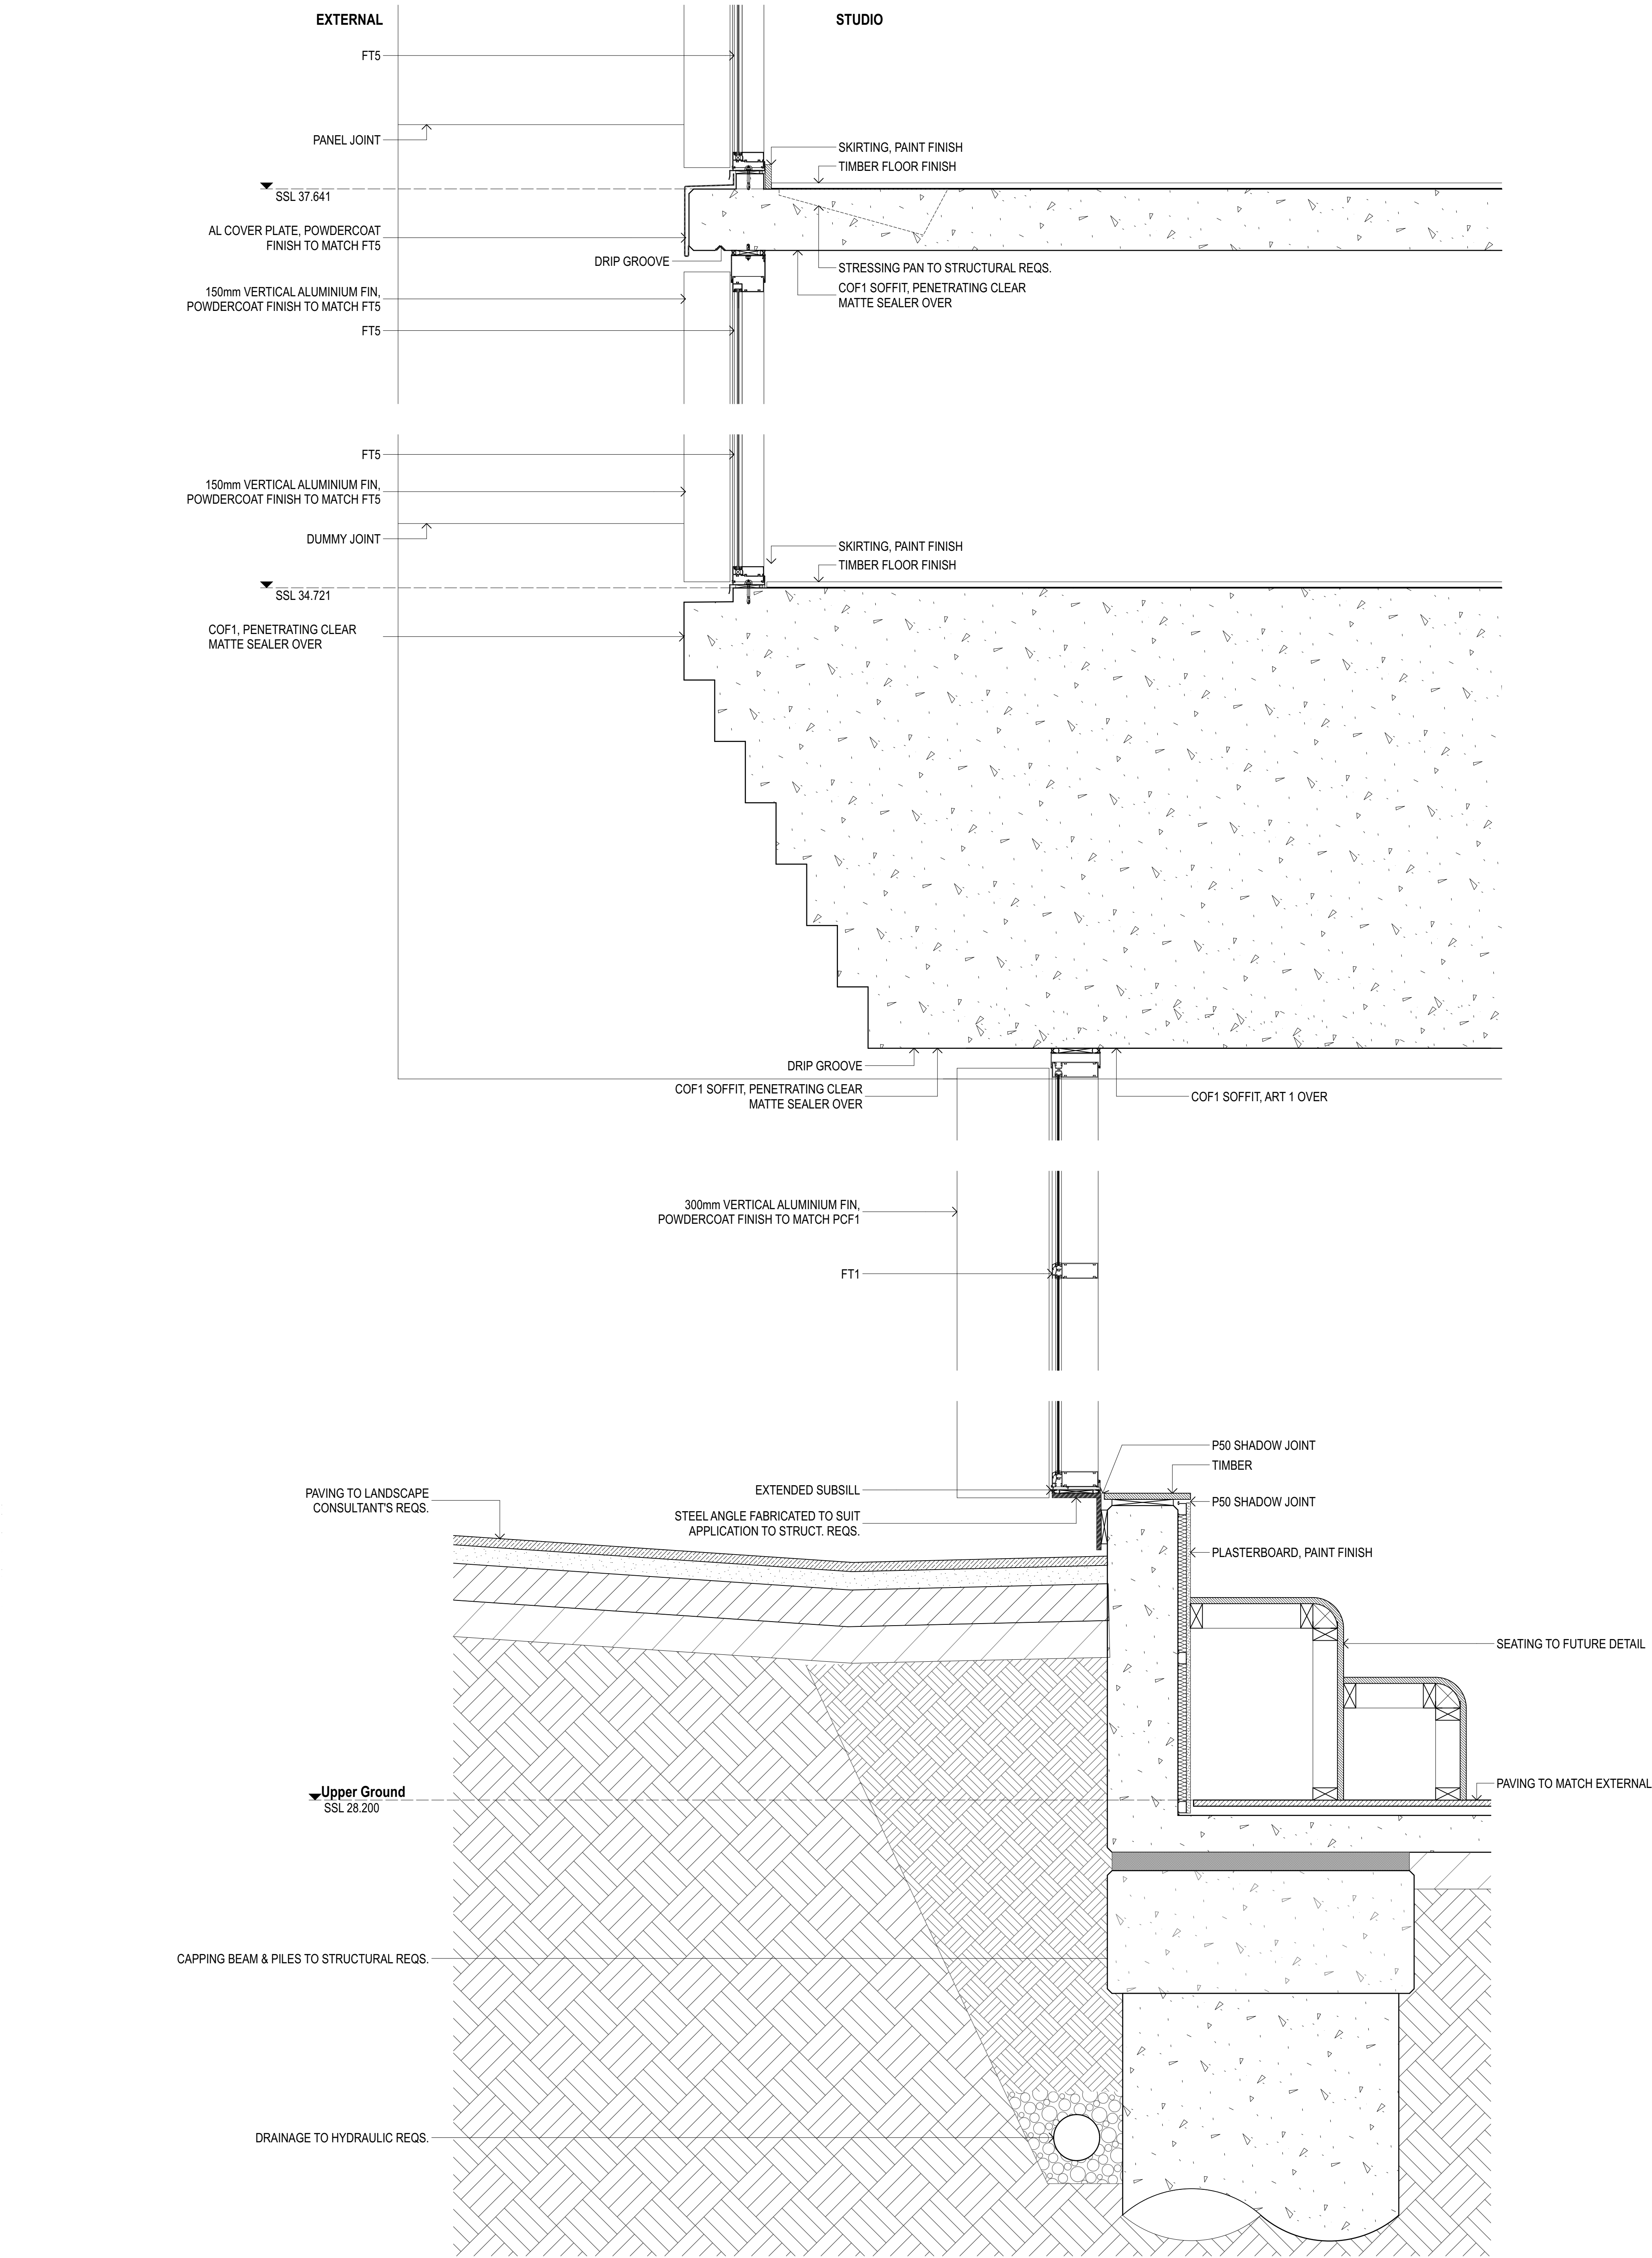 EXTERNAL
STUDIO
FT5
PANEL JOINT
SKIRTING, PAINT FINISH
TIMBER FLOOR FINISH
SSL 37.641
AL COVER PLATE, POWDERCOAT
FINISH TO MATCH FT5
DRIP GROOVE
STRESSING PAN TO STRUCTURAL REQS.
COF1 SOFFIT, PENETRATING CLEAR
MATTE SEALER OVER
150mm VERTICAL ALUMINIUM FIN,
POWDERCOAT FINISH TO MATCH FT5
FT5
FT5
150mm VERTICAL ALUMINIUM FIN,
POWDERCOAT FINISH TO MATCH FT5
DUMMY JOINT
SKIRTING, PAINT FINISH
TIMBER FLOOR FINISH
SSL 34.721
COF1, PENETRATING CLEAR
MATTE SEALER OVER
DRIP GROOVE
COF1 SOFFIT, PENETRATING CLEAR
MATTE SEALER OVER
COF1 SOFFIT, ART 1 OVER
300mm VERTICAL ALUMINIUM FIN,
POWDERCOAT FINISH TO MATCH PCF1
FT1
P50 SHADOW JOINT
TIMBER
EXTENDED SUBSILL
P50 SHADOW JOINT
PAVING TO LANDSCAPE
CONSULTANT'S REQS.
STEEL ANGLE FABRICATED TO SUIT
APPLICATION TO STRUCT. REQS.
PLASTERBOARD, PAINT FINISH
SEATING TO FUTURE DETAIL
PAVING TO MATCH EXTERNAL
Upper Ground
SSL 28.200
CAPPING BEAM & PILES TO STRUCTURAL REQS.
DRAINAGE TO HYDRAULIC REQS.